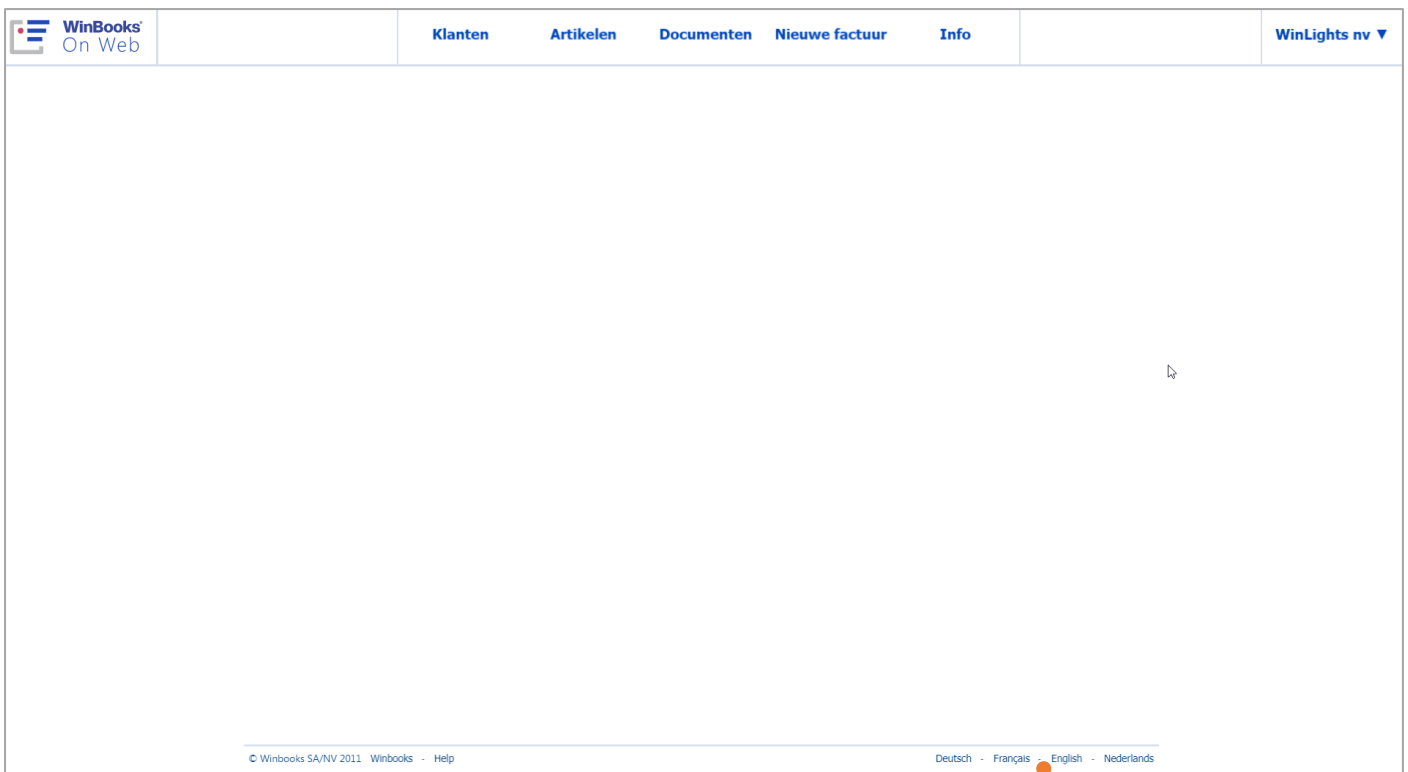 WinBooks®
On Web
Klanten Artikelen Documenten Nieuwe factuur Info WinLights nv ▼
© Winbooks SA/NV 2011 Winbooks - Help Deutsch - Français - English - Nederlands